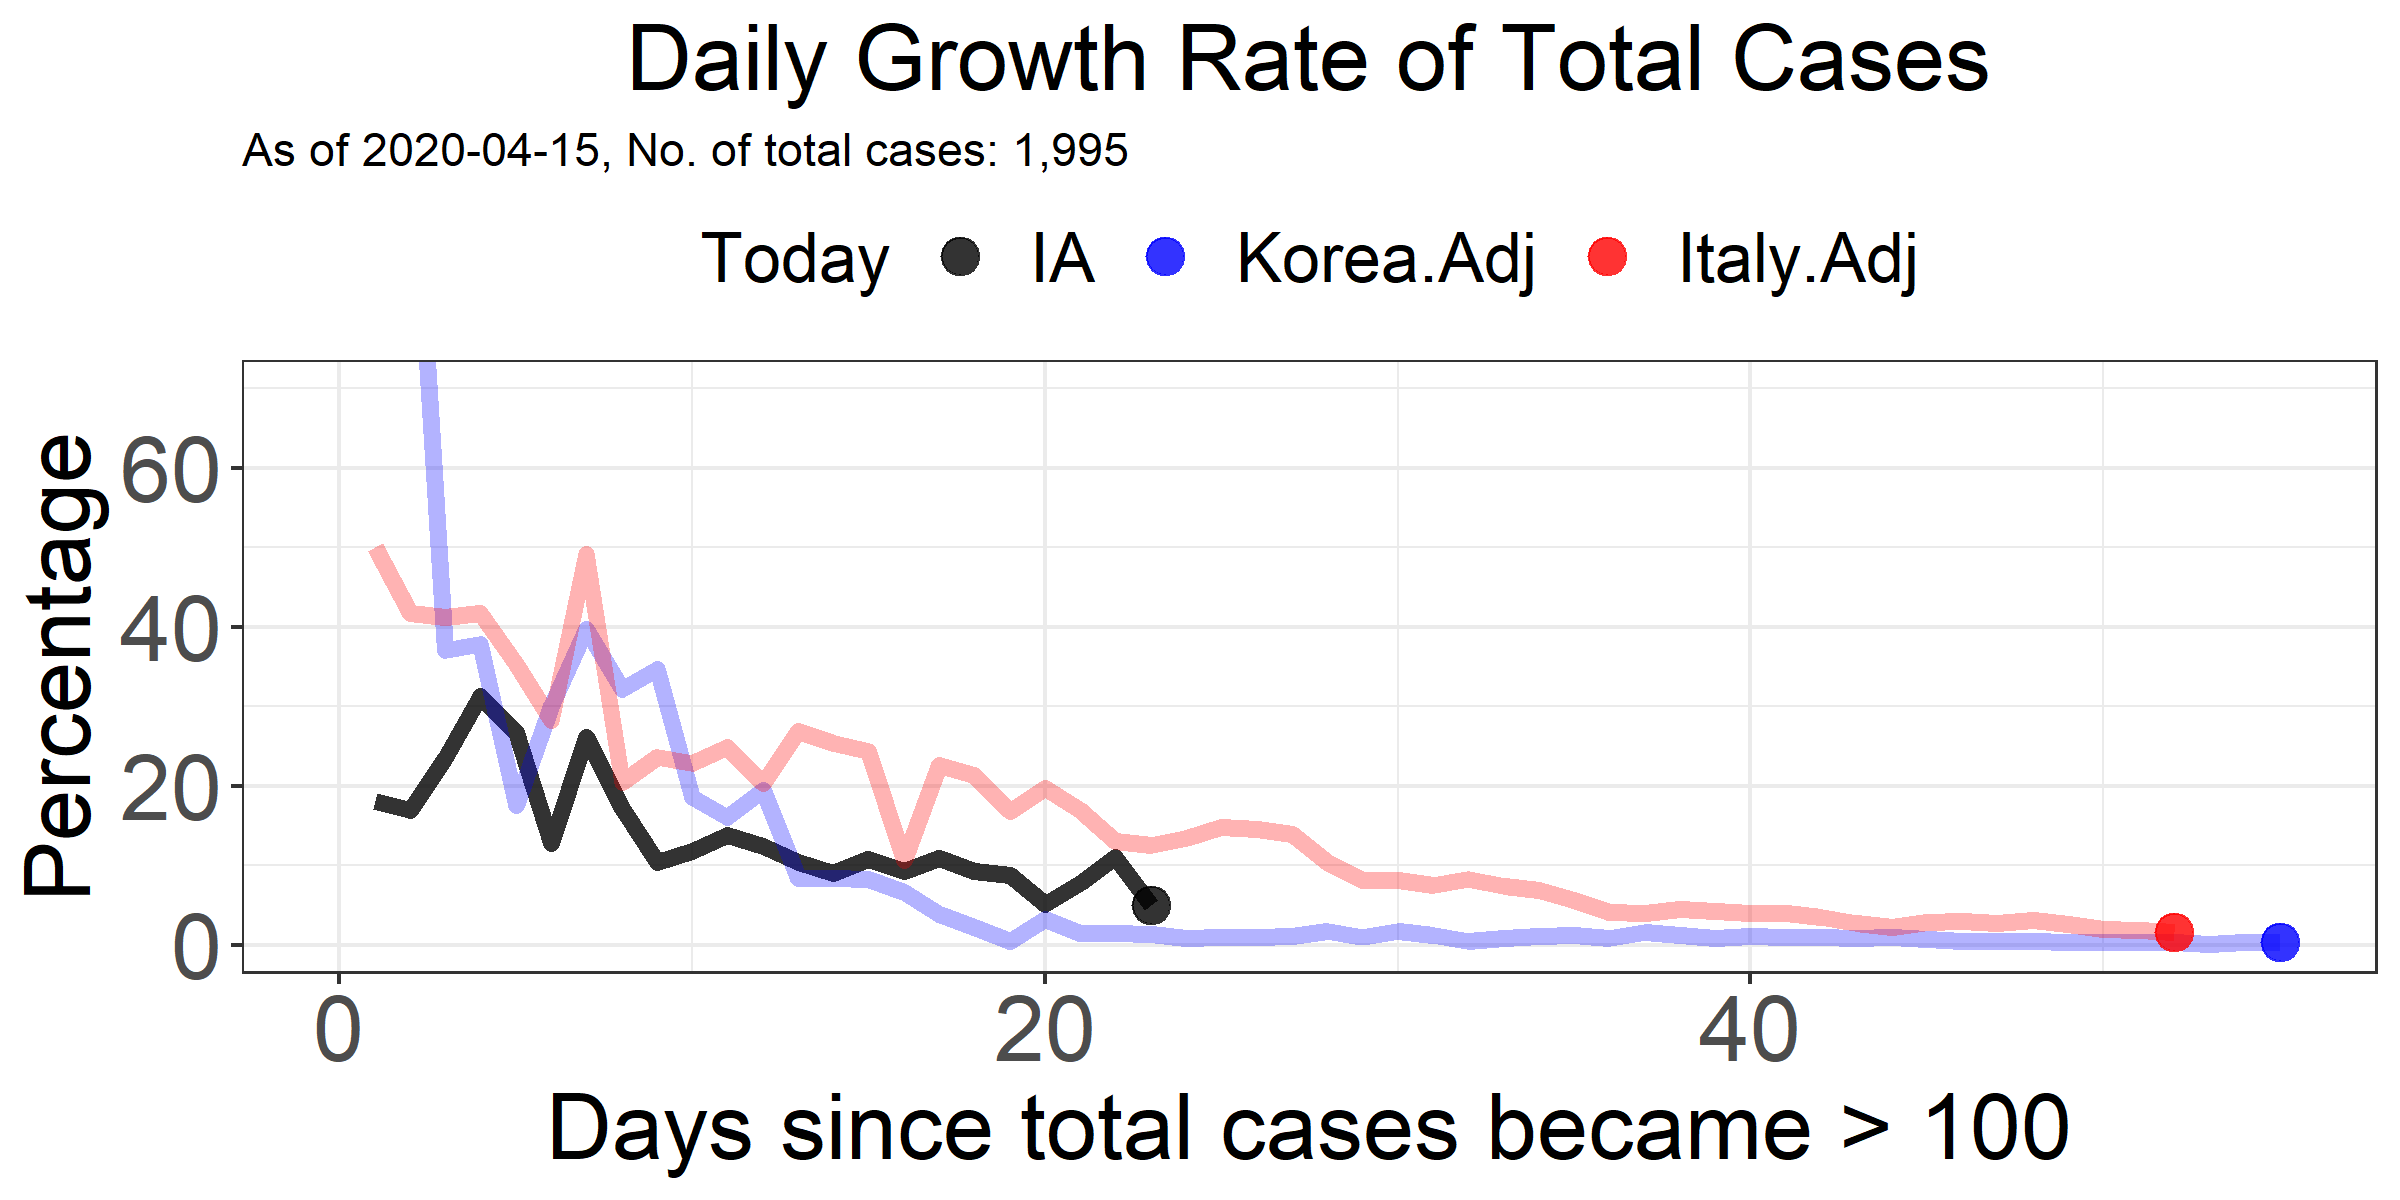 Daily Growth Rate of Total Cases
As of 2020-04-15, No. of total cases: 1,995
Today IA Korea.Adj Italy.Adj
Percentage
60
40
20
0
0 20 40
Days since total cases became > 100